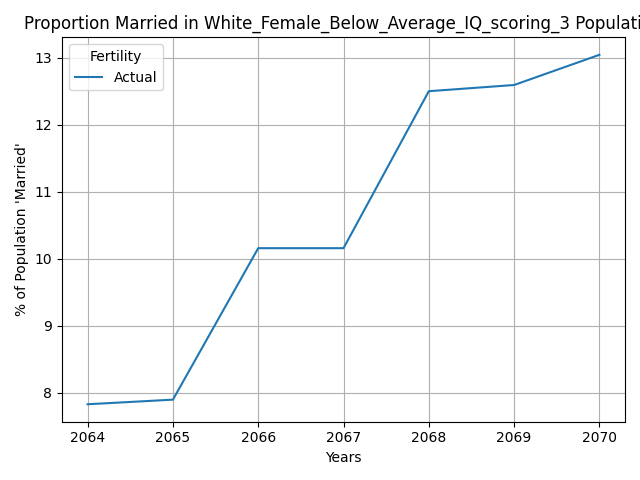 Proportion Married in White_Female_Below_Average_IQ_scoring_3 Populati
Fertility
Actual
13
12
11
10
9
8
% of Population 'Married'
2064 2065 2066 2067 2068 2069 2070
Years